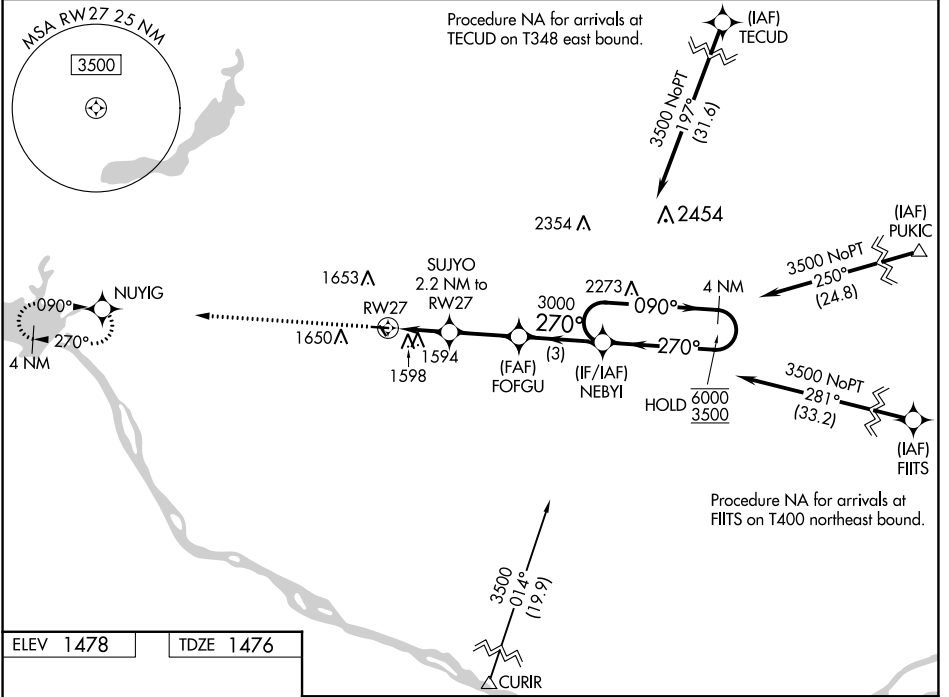 MSA RW27 25 NM
3500
Procedure NA for arrivals at
TECUD on T348 east bound.
(IAF)
TECUD
3500 NoPT
197°
(31.6)
2354
2454
(IAF)
PUKIC
3500 NoPT
250°
(24.8)
1653
SUJYO
2.2 NM to
RW27
2273
4 NM
090°
NUYIG
270°
4 NM
RW27
3000
270°
(3)
090°
270°
1650
1598
1594
(FAF)
FOFGU
(IF/IAF)
NEBYI
HOLD
6000
3500
3500 NoPT
281°
(33.2)
(IAF)
FIITS
Procedure NA for arrivals at
FIITS on T400 northeast bound.
3500
014°
(19.9)
CURIR
ELEV 1478
TDZE 1476